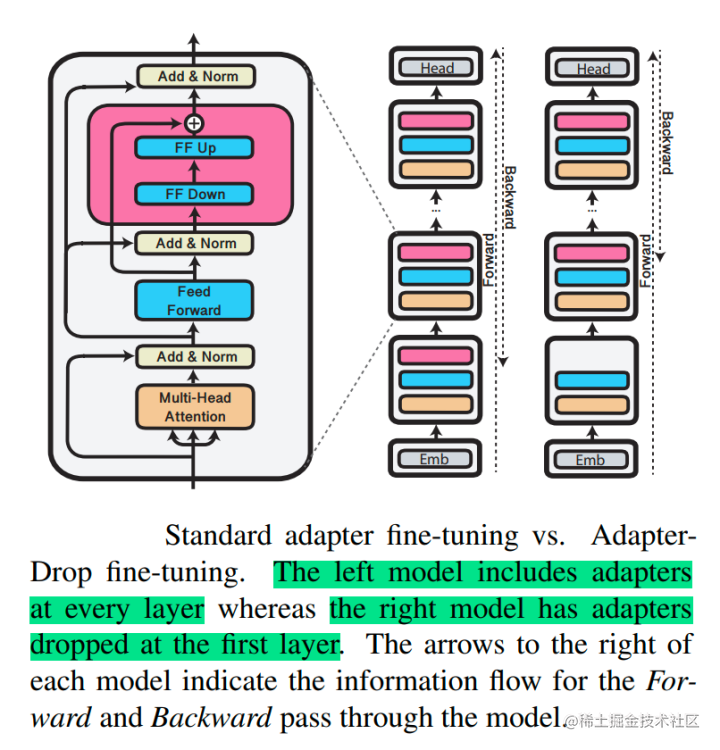 Add & Norm
FF Up
FF Down
Add & Norm
Feed
Forward
Add & Norm
Multi-Head
Attention
Head
...
Emb
Forward
Backward
Head
...
Emb
Forward
Backward
Standard adapter fine-tuning vs. Adapter-
Drop fine-tuning. The left model includes adapters
at every layer whereas the right model has adapters
dropped at the first layer. The arrows to the right of
each model indicate the information flow for the For-
ward and Backward pass through the model.
@稀土掘金技术社区